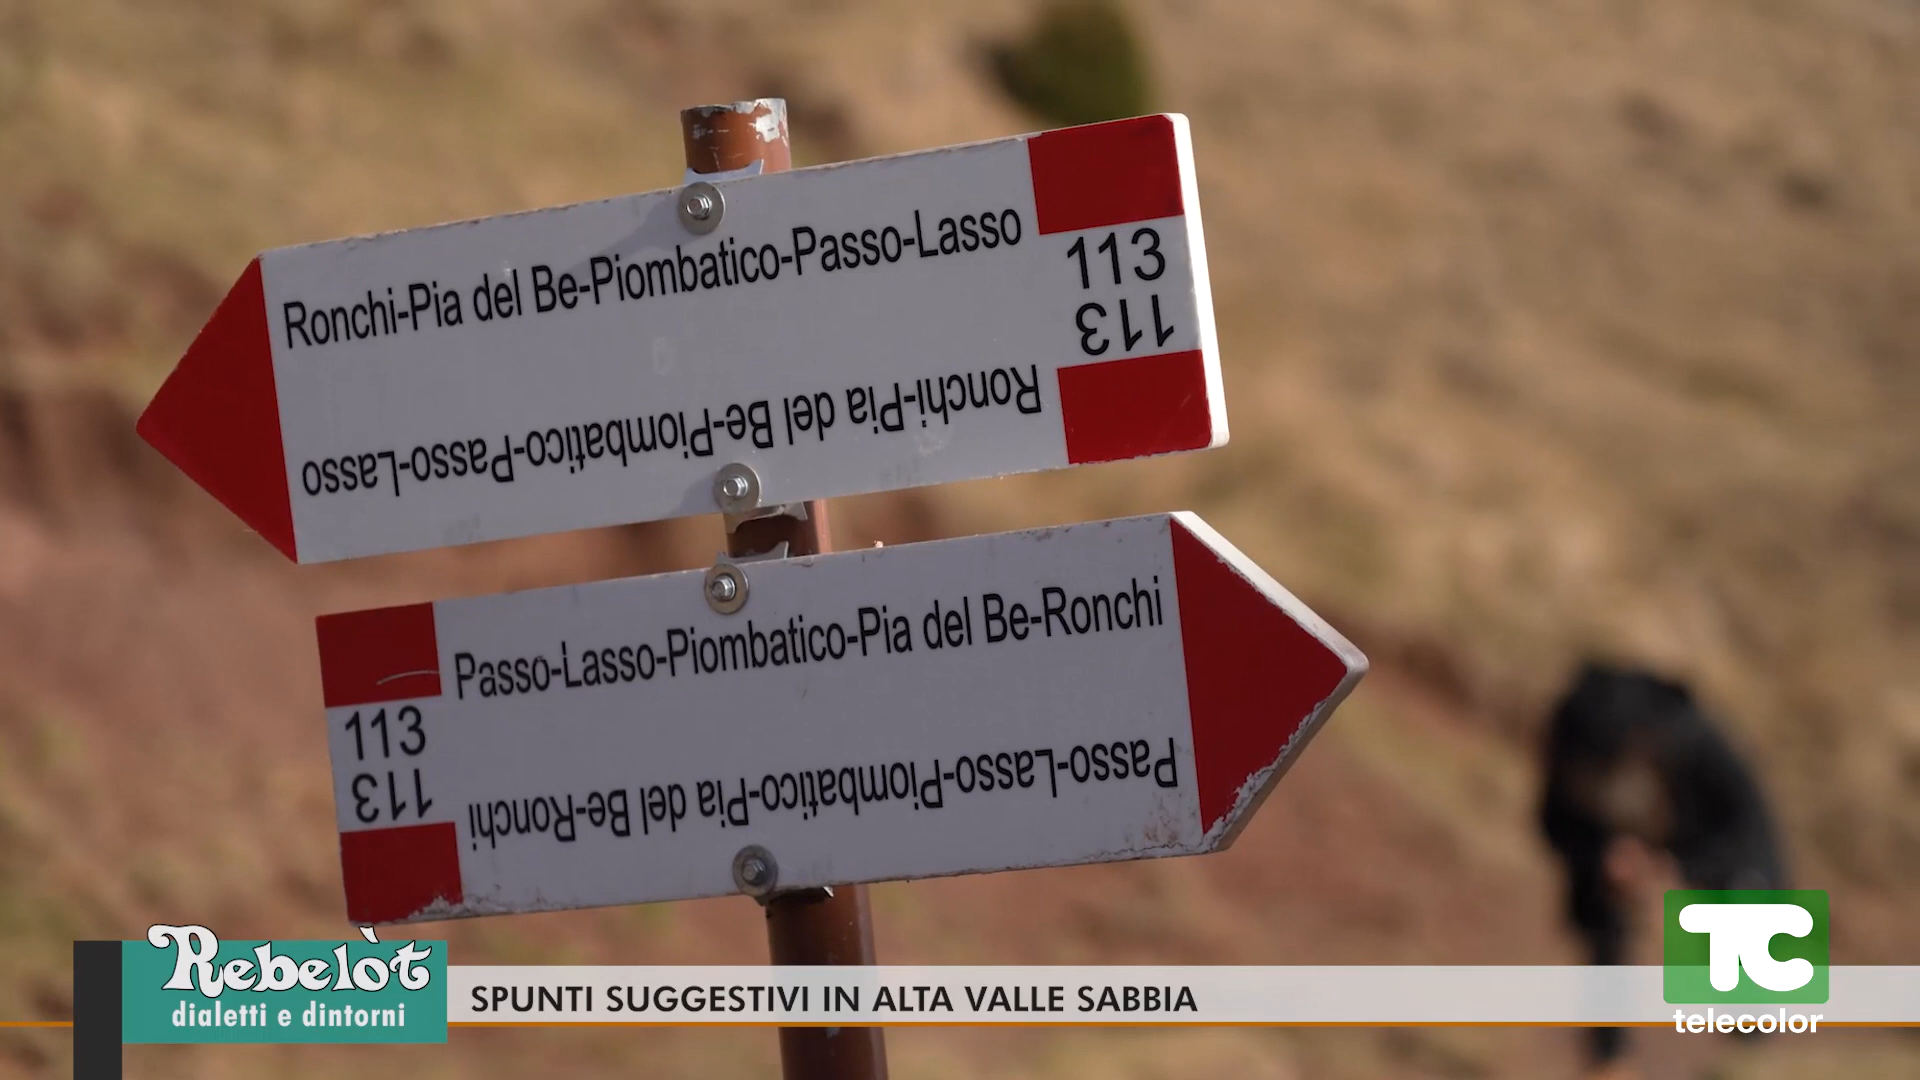 Ronchi-Pia del Be-Piombatico-Passo-Lasso
113
113
Ronchi-Pia del Be-Piombatico-Passo-Lasso
Passo-Lasso-Piombatico-Pia del Be-Ronchi
113
113
Passo-Lasso-Piombatico-Pia del Be-Ronchi
Rebelòt
dialetti e dintorni
SPUNTI SUGGESTIVI IN ALTA VALLE SABBIA
TC
telecolor